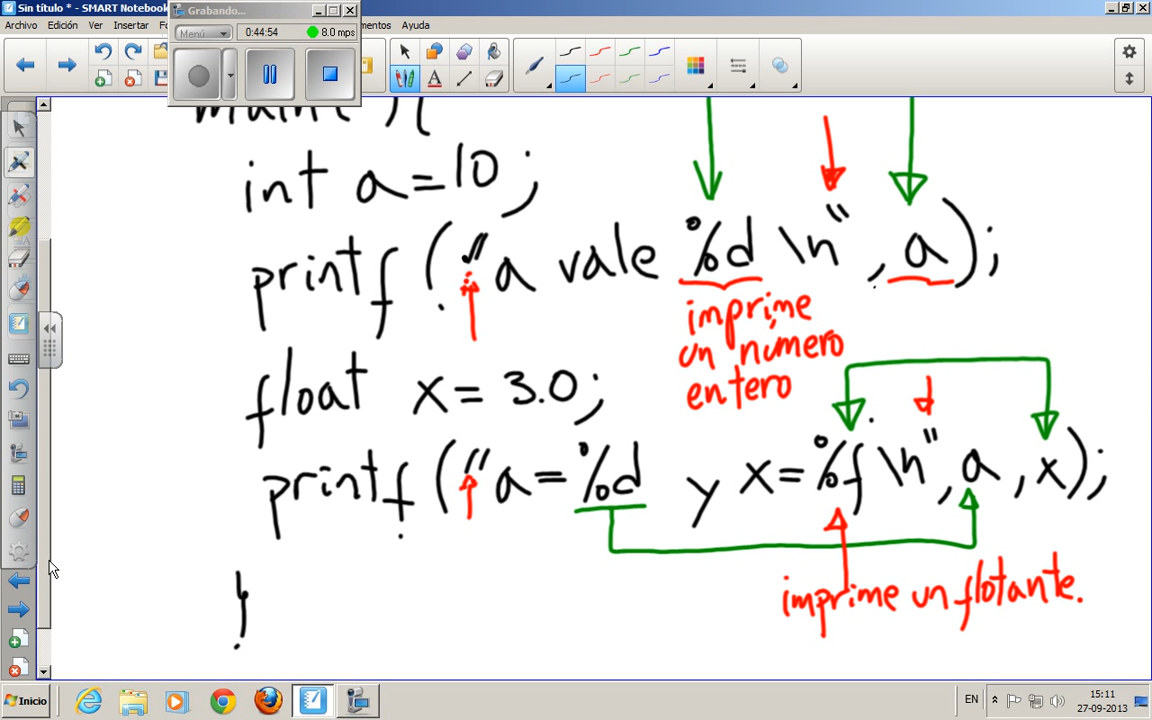 Sin título * - SMART Notebook
Grabando...
Archivo Edición Ver Insertar Ayuda
Menú 0:44:54 8.0 mps
main( ){
int a=10;
printf ("a vale %d \n", a);
imprime
un número
entero
float x= 3.0;
printf ("a=%d y x=%f \n", a, x);
imprime un flotante.
}
Inicio
EN
15:11
27-09-2013